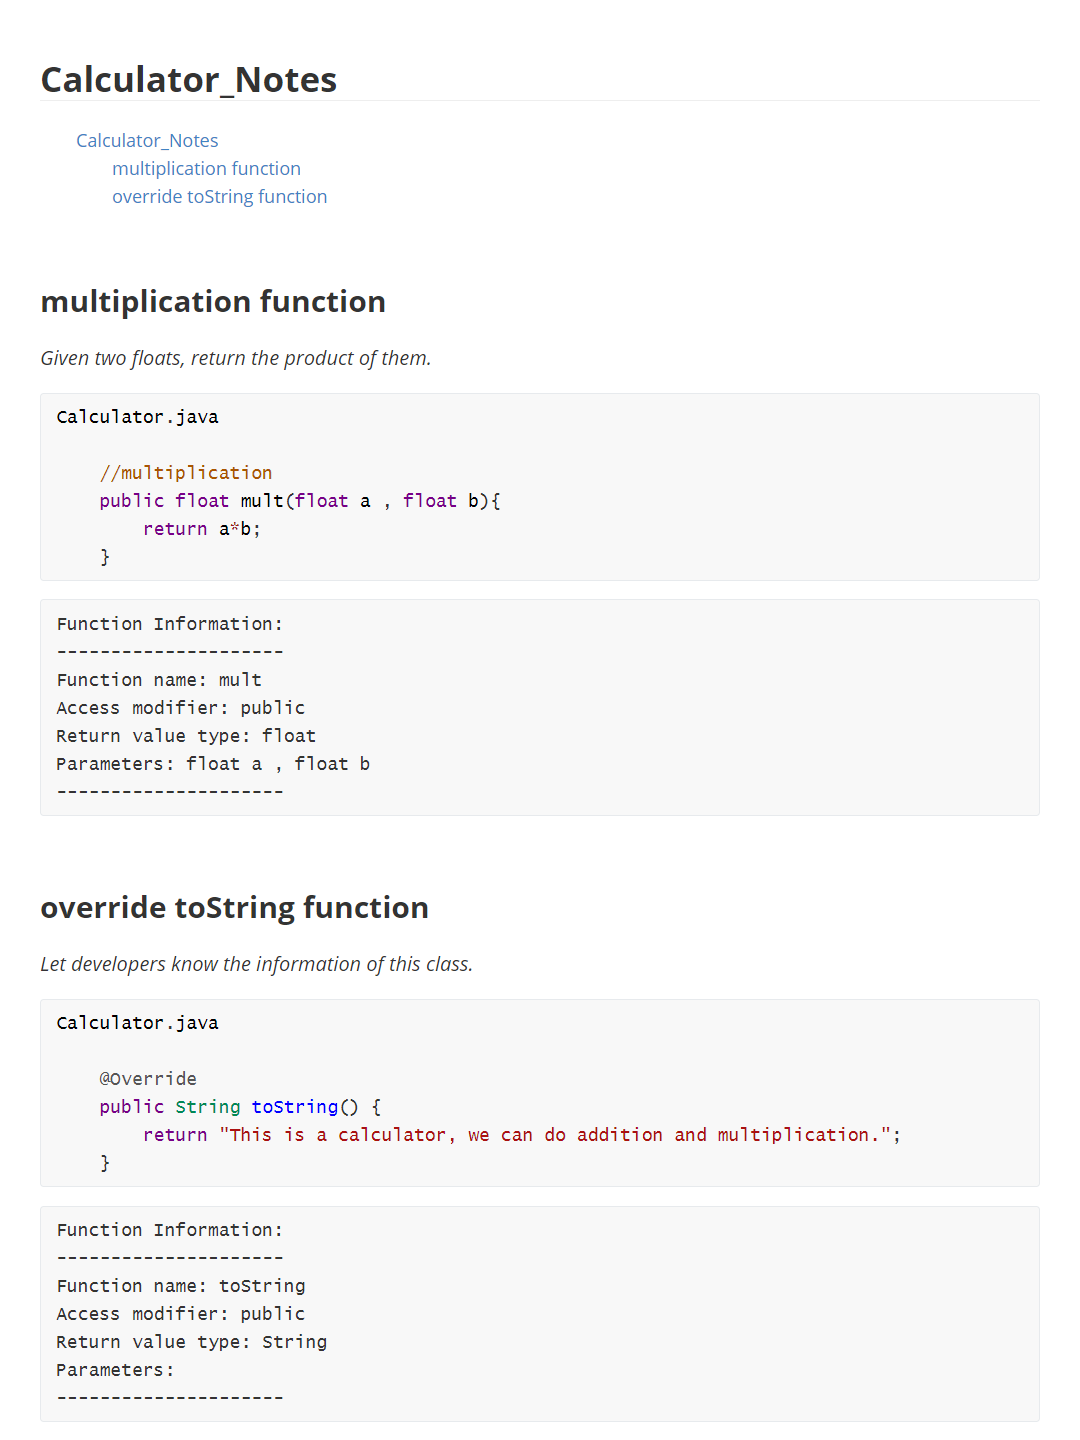 Calculator_Notes
Calculator_Notes
multiplication function
override toString function
multiplication function
Given two floats, return the product of them.
Calculator.java
//multiplication
public float mult(float a , float b){
return a*b;
}
Function Information:
---------------------
Function name: mult
Access modifier: public
Return value type: float
Parameters: float a , float b
---------------------
override toString function
Let developers know the information of this class.
Calculator.java
@Override
public String toString() {
return "This is a calculator, we can do addition and multiplication.";
}
Function Information:
---------------------
Function name: toString
Access modifier: public
Return value type: String
Parameters:
---------------------